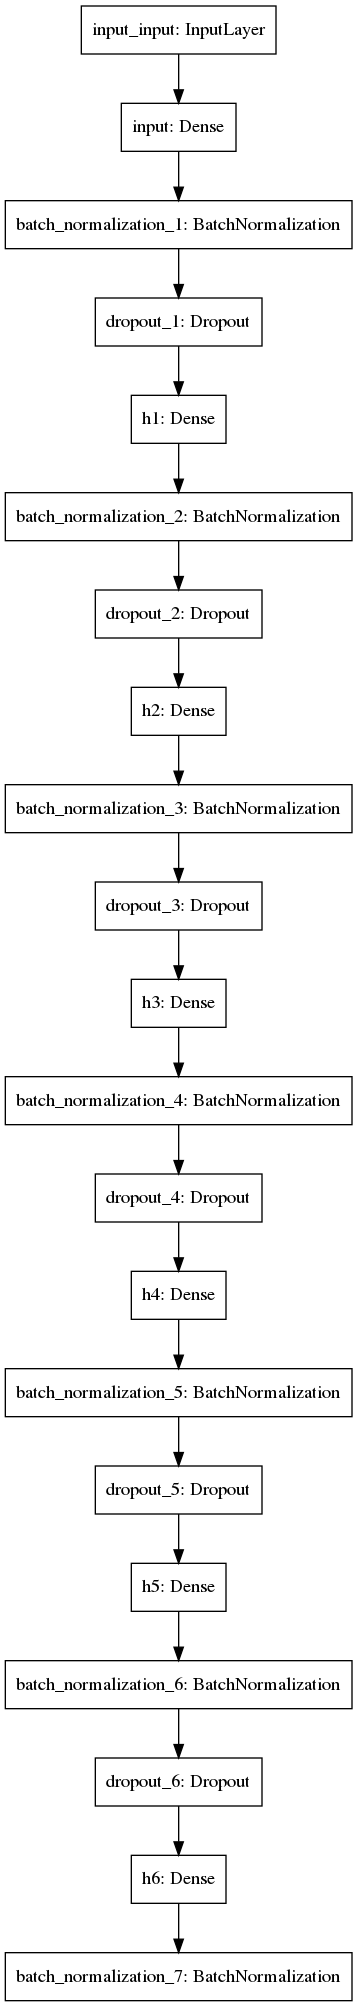 input_input: InputLayer
input: Dense
batch_normalization_1: BatchNormalization
dropout_1: Dropout
h1: Dense
batch_normalization_2: BatchNormalization
dropout_2: Dropout
h2: Dense
batch_normalization_3: BatchNormalization
dropout_3: Dropout
h3: Dense
batch_normalization_4: BatchNormalization
dropout_4: Dropout
h4: Dense
batch_normalization_5: BatchNormalization
dropout_5: Dropout
h5: Dense
batch_normalization_6: BatchNormalization
dropout_6: Dropout
h6: Dense
batch_normalization_7: BatchNormalization